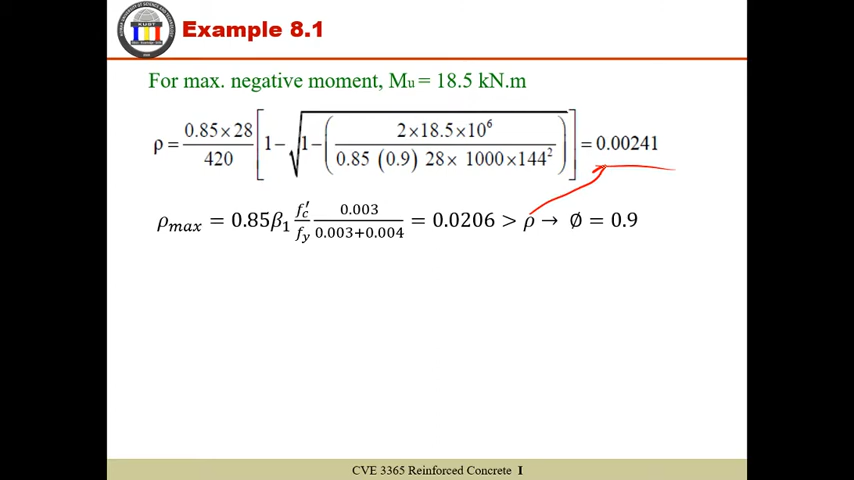 Example 8.1
For max. negative moment, Mu = 18.5 kN.m
ρ = 0.85×28/420 [1 − √(1 − (2×18.5×10⁶ / 0.85 (0.9) 28× 1000×144²))] = 0.00241
ρmax = 0.85β₁ f′c/fy 0.003/0.003+0.004 = 0.0206 > ρ → ∅ = 0.9
CVE 3365 Reinforced Concrete I